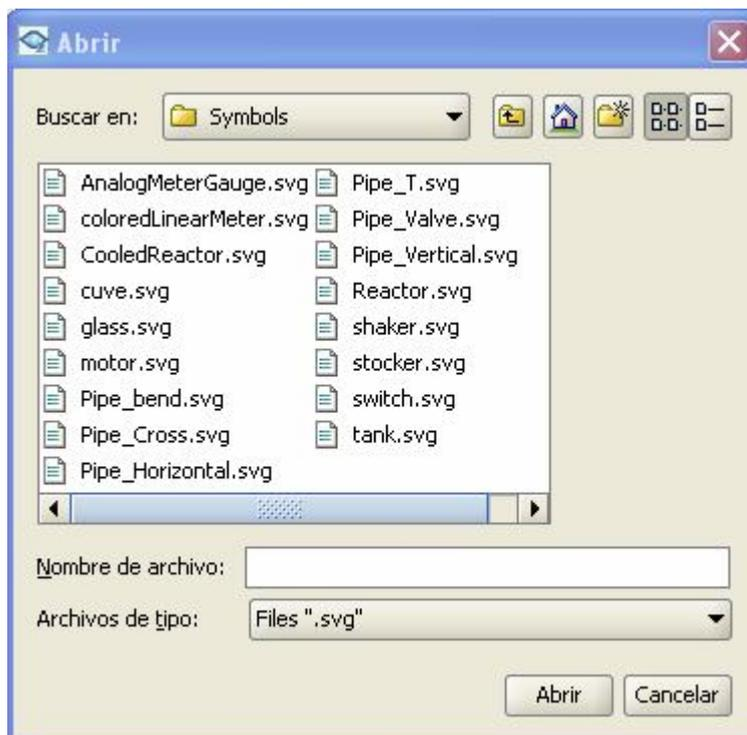 Abrir
Buscar en: Symbols
AnalogMeterGauge.svg
coloredLinearMeter.svg
CooledReactor.svg
cuve.svg
glass.svg
motor.svg
Pipe_bend.svg
Pipe_Cross.svg
Pipe_Horizontal.svg
Pipe_T.svg
Pipe_Valve.svg
Pipe_Vertical.svg
Reactor.svg
shaker.svg
stocker.svg
switch.svg
tank.svg
Nombre de archivo:
Archivos de tipo: Files ".svg"
Abrir Cancelar